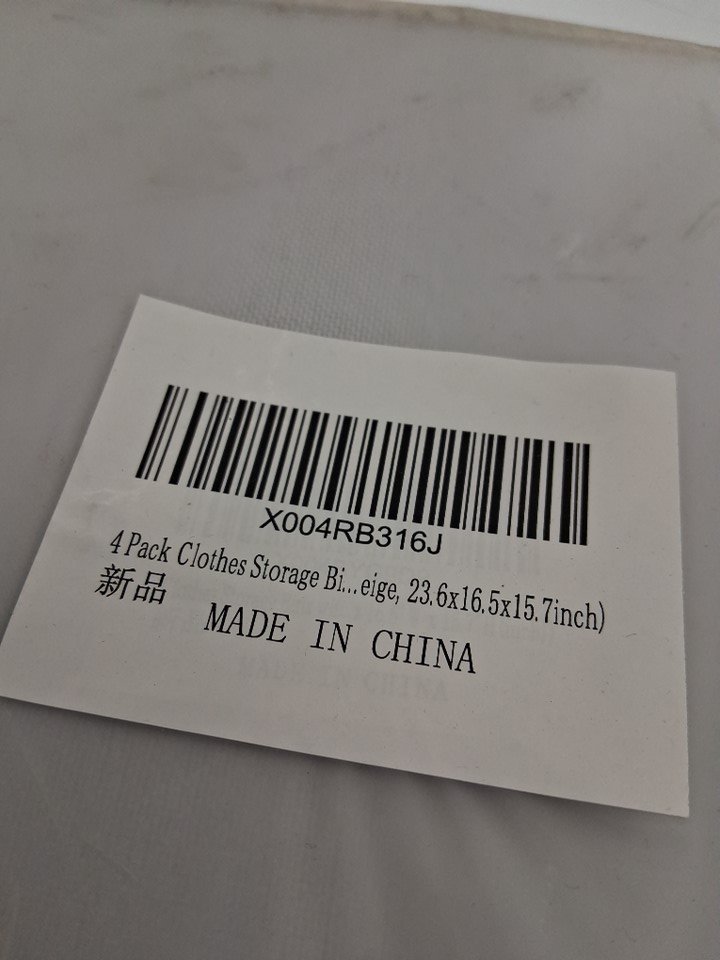 X004RB316J
4 Pack Clothes Storage Bi...eige, 23.6x16.5x15.7inch)
新品
MADE IN CHINA